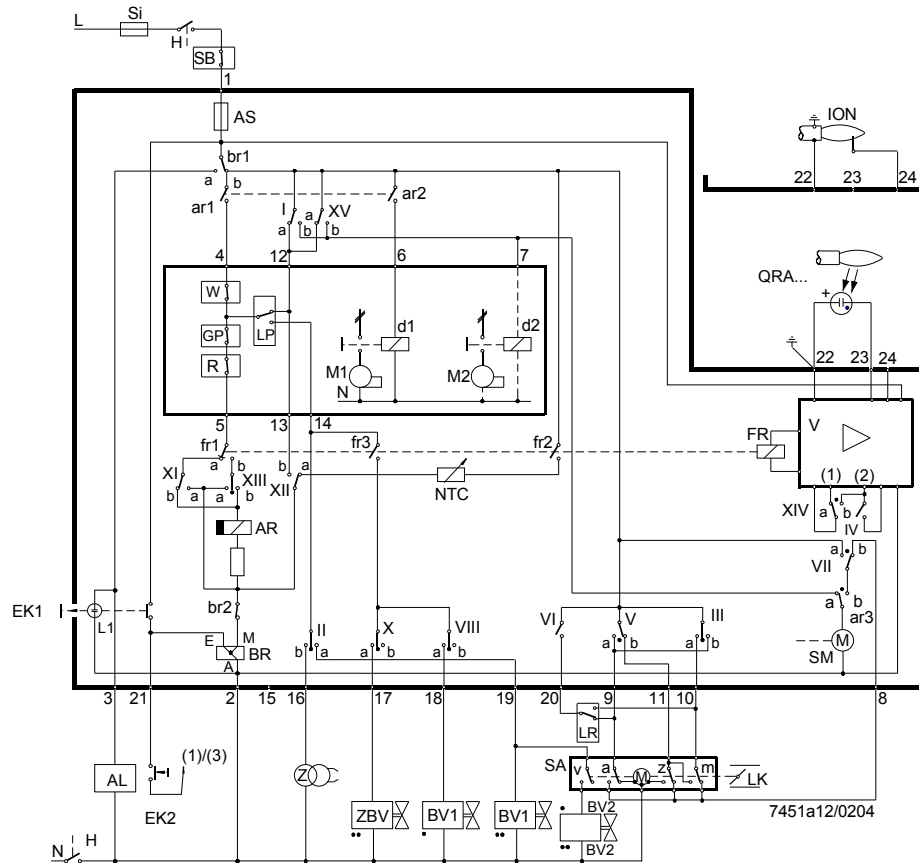 L Si
H
SB
1
AS
ION
22 23 24
br1
a b
ar1 ar2
I a XV
a b b
4 12 6 7
QRA...
+
W
LP
GP
R
d1 d2
M1 M2
N
22 23 24
V
FR
(1) (2)
5 13 14
fr1 fr3 fr2
a b b a
XI XIII XII
b a a b
NTC
XIV a b IV
AR
a b
VII
EK1 L1
br2
E M
BR
A
II X VIII
b a a b a b
VI V III
a b a b
a b
ar3
M
SM
3 21 2 15 16 17 18 19 20 9 11 10 8
LR
(1)/(3)
AL
EK2
Z
SA v a M z m
LK
ZBV BV1 BV1
BV2
BV2
7451a12/0204
N H